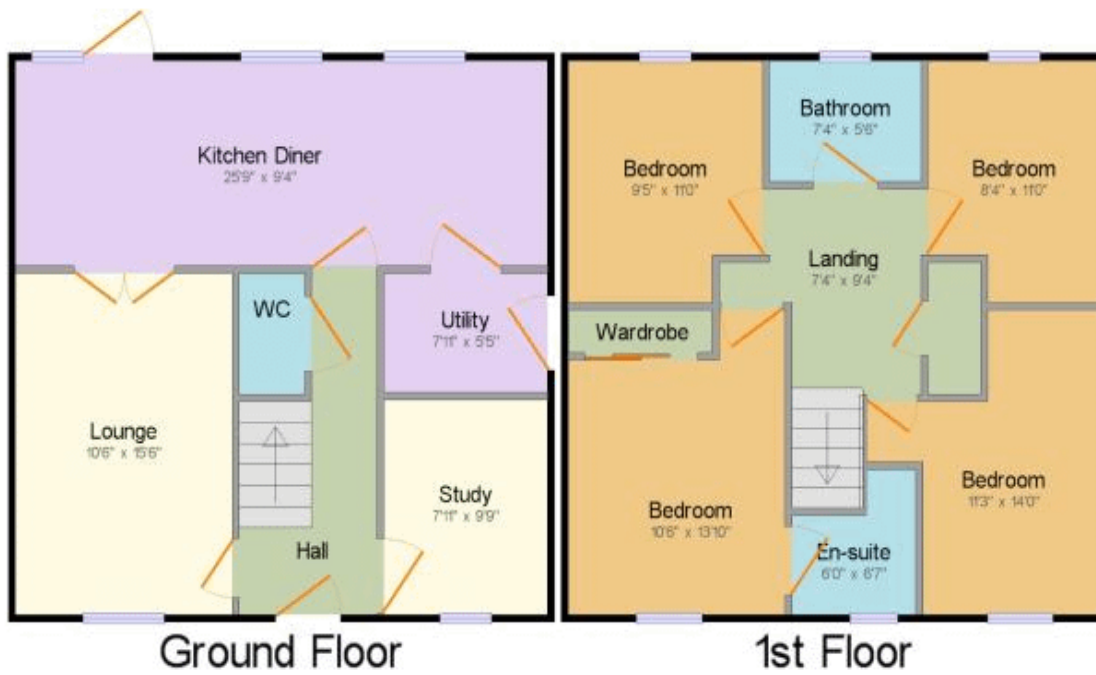 Kitchen Diner
25'9" x 9'4"
WC
Utility
7'11" x 5'5"
Lounge
10'6" x 15'6"
Study
7'11" x 9'9"
Hall
Ground Floor
Bathroom
7'4" x 5'6"
Bedroom
9'5" x 11'0"
Bedroom
8'4" x 11'0"
Landing
7'4" x 9'4"
Wardrobe
Bedroom
10'6" x 13'10"
Bedroom
11'3" x 14'0"
En-suite
6'0" x 6'7"
1st Floor